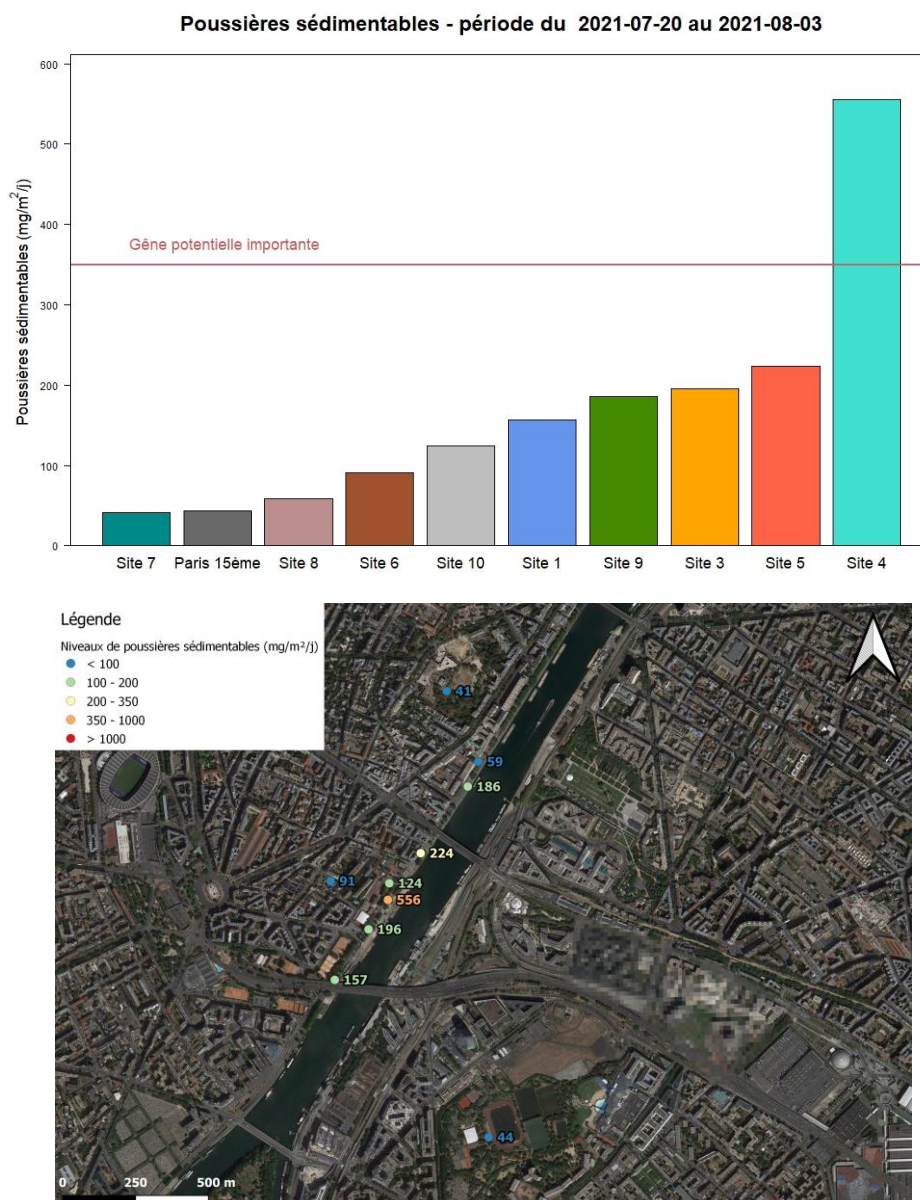 Poussières sédimentables - période du 2021-07-20 au 2021-08-03
Poussières sédimentables (mg/m²/j)
600
500
400
300
200
100
0
Gêne potentielle importante
Site 7 Paris 15ème Site 8 Site 6 Site 10 Site 1 Site 9 Site 3 Site 5 Site 4
Légende
Niveaux de poussières sédimentables (mg/m²/j)
< 100
100 - 200
200 - 350
350 - 1000
> 1000
41
59
186
224
91
124
556
196
157
44
0 250 500 m